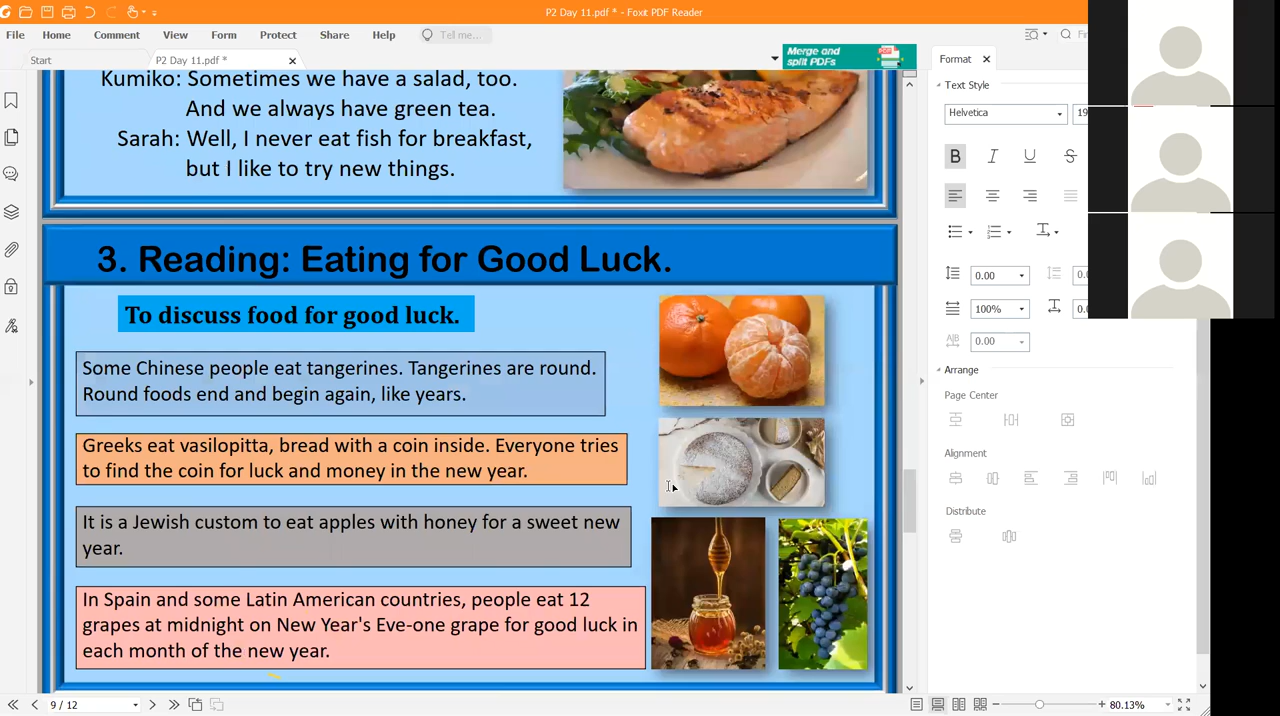 P2 Day 11.pdf * - Foxit PDF Reader
File Home Comment View Form Protect Share Help Tell me...
Start P2 Day 11.pdf * Merge and split PDFs
Kumiko: Sometimes we have a salad, too.
And we always have green tea.
Sarah: Well, I never eat fish for breakfast,
but I like to try new things.
3. Reading: Eating for Good Luck.
To discuss food for good luck.
Some Chinese people eat tangerines. Tangerines are round.
Round foods end and begin again, like years.
Greeks eat vasilopitta, bread with a coin inside. Everyone tries
to find the coin for luck and money in the new year.
It is a Jewish custom to eat apples with honey for a sweet new
year.
In Spain and some Latin American countries, people eat 12
grapes at midnight on New Year's Eve-one grape for good luck in
each month of the new year.
Format
Text Style
Helvetica
B I U S
0.00
100%
0.00
Arrange
Page Center
Alignment
Distribute
9 / 12
80.13%